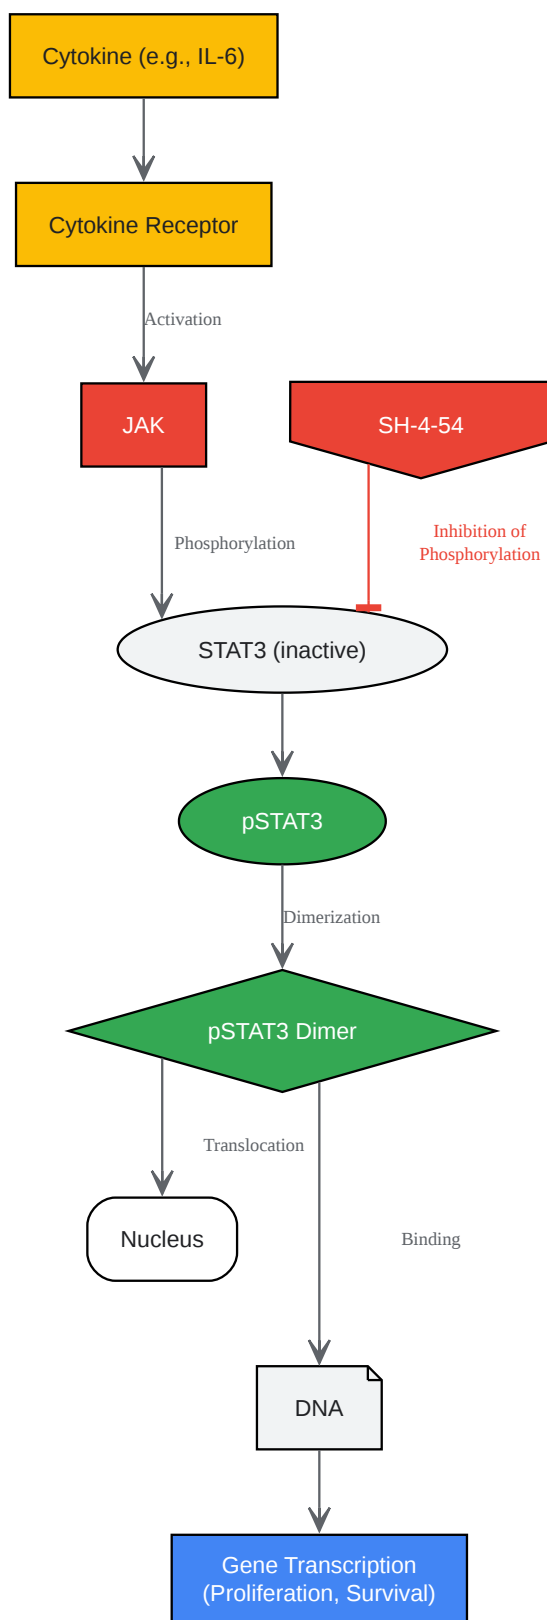 Cytokine (e.g., IL-6)
Cytokine Receptor
Activation
JAK
SH-4-54
Phosphorylation
Inhibition of
Phosphorylation
STAT3 (inactive)
pSTAT3
Dimerization
pSTAT3 Dimer
Translocation
Nucleus
Binding
DNA
Gene Transcription
(Proliferation, Survival)